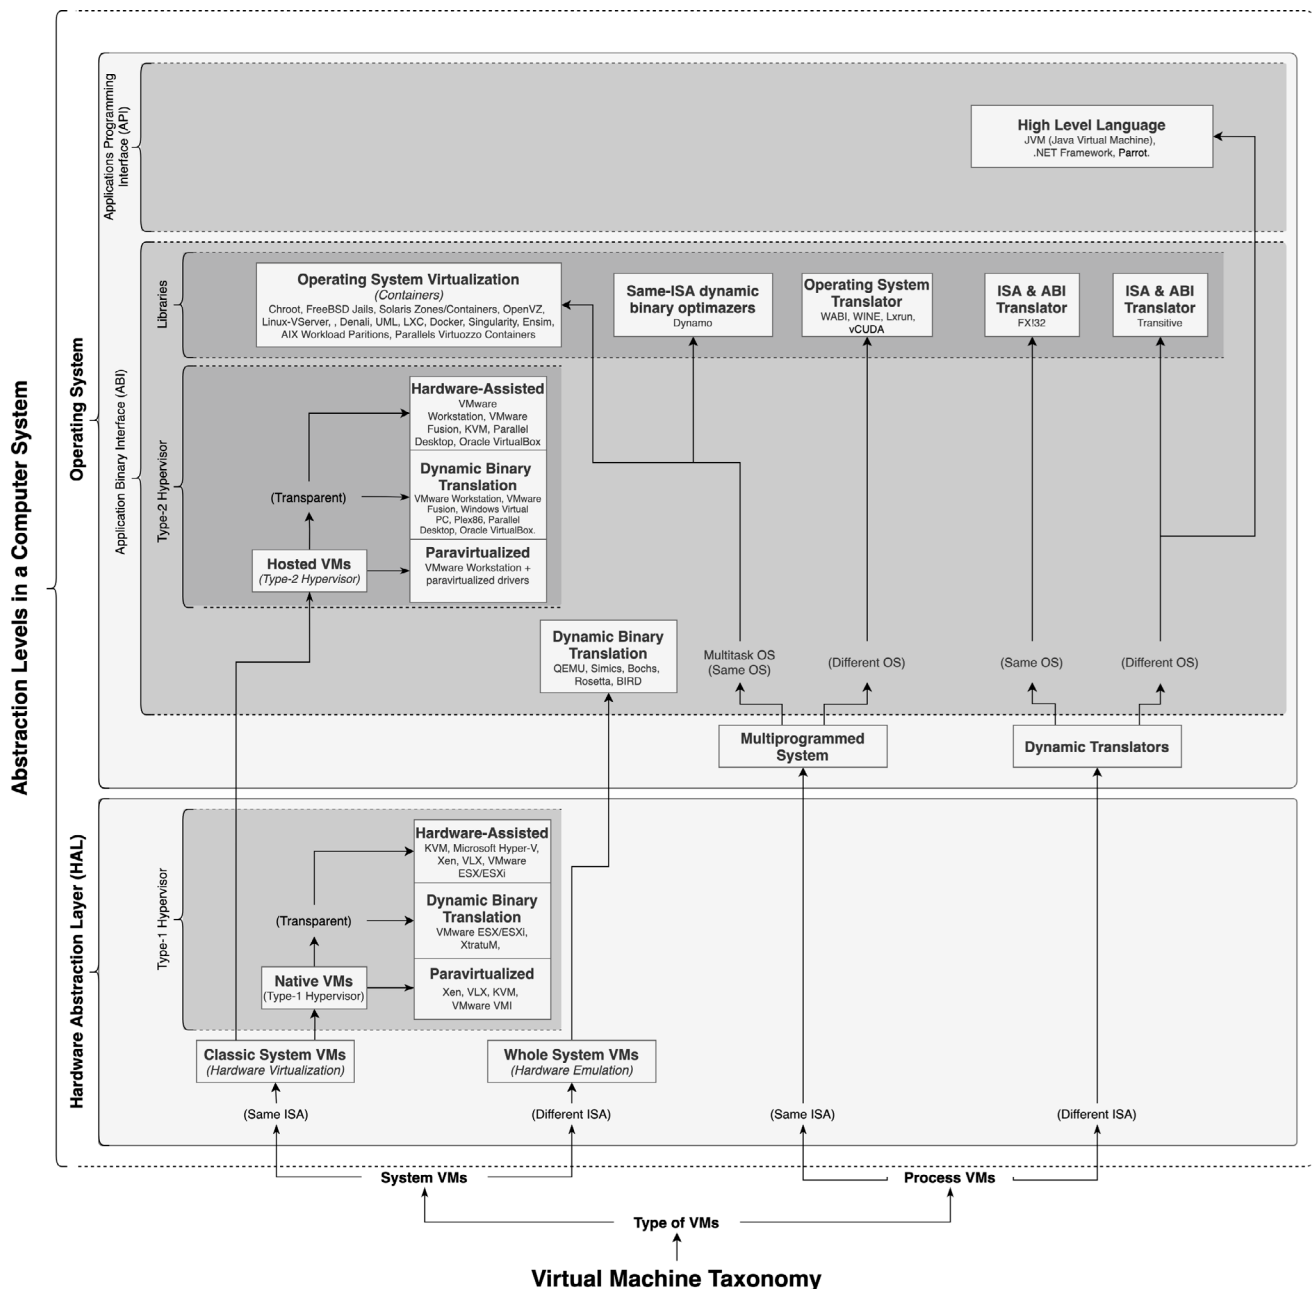 Abstraction Levels in a Computer System
Operating System
Hardware Abstraction Layer (HAL)
Applications Programming
Interface (API)
Application Binary Interface (ABI)
Libraries
Type-2 Hypervisor
Type-1 Hypervisor
High Level Language
JVM (Java Virtual Machine),
.NET Framework, Parrot.
Operating System Virtualization
(Containers)
Chroot, FreeBSD Jails, Solaris Zones/Containers, OpenVZ,
Linux-VServer, , Denali, UML, LXC, Docker, Singularity, Ensim,
AIX Workload Paritions, Parallels Virtuozzo Containers
Same-ISA dynamic
binary optimazers
Dynamo
Operating System
Translator
WABI, WINE, Lxrun,
vCUDA
ISA & ABI
Translator
FX!32
ISA & ABI
Translator
Transitive
Hardware-Assisted
VMware
Workstation, VMware
Fusion, KVM, Parallel
Desktop, Oracle VirtualBox
Dynamic Binary
Translation
VMware Workstation, VMware
Fusion, Windows Virtual
PC, Plex86, Parallel
Desktop, Oracle VirtualBox.
Paravirtualized
VMware Workstation +
paravirtualized drivers
(Transparent)
Hosted VMs
(Type-2 Hypervisor)
Dynamic Binary
Translation
QEMU, Simics, Bochs,
Rosetta, BIRD
Multitask OS
(Same OS)
(Different OS)
(Same OS)
(Different OS)
Multiprogrammed
System
Dynamic Translators
Hardware-Assisted
KVM, Microsoft Hyper-V,
Xen, VLX, VMware
ESX/ESXi
Dynamic Binary
Translation
VMware ESX/ESXi,
XtratuM,
Paravirtualized
Xen, VLX, KVM,
VMware VMI
(Transparent)
Native VMs
(Type-1 Hypervisor)
Classic System VMs
(Hardware Virtualization)
Whole System VMs
(Hardware Emulation)
(Same ISA)
(Different ISA)
(Same ISA)
(Different ISA)
System VMs
Process VMs
Type of VMs
Virtual Machine Taxonomy